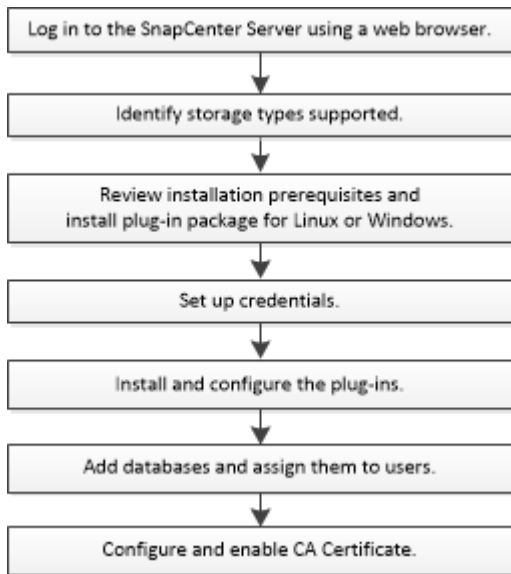 Log in to the SnapCenter Server using a web browser.
Identify storage types supported.
Review installation prerequisites and
install plug-in package for Linux or Windows.
Set up credentials.
Install and configure the plug-ins.
Add databases and assign them to users.
Configure and enable CA Certificate.